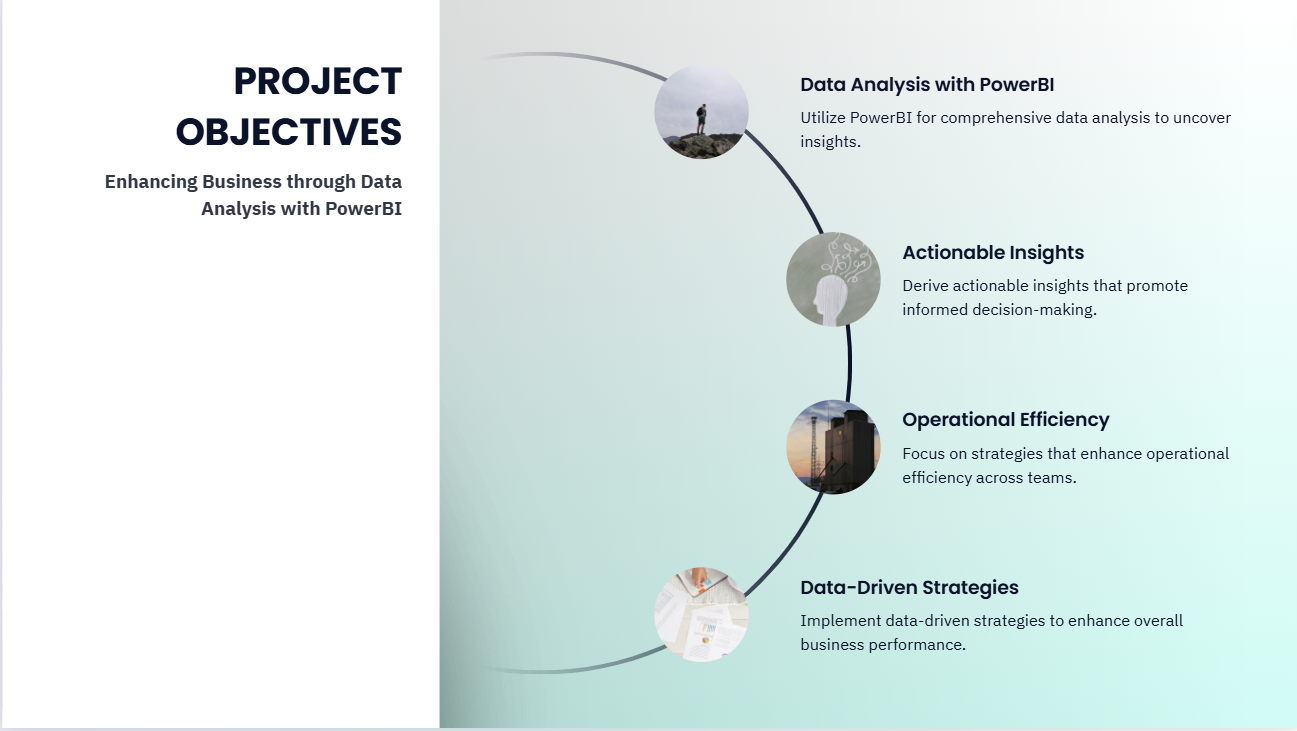 PROJECT
OBJECTIVES
Enhancing Business through Data
Analysis with PowerBI
Data Analysis with PowerBI
Utilize PowerBI for comprehensive data analysis to uncover
insights.
Actionable Insights
Derive actionable insights that promote
informed decision-making.
Operational Efficiency
Focus on strategies that enhance operational
efficiency across teams.
Data-Driven Strategies
Implement data-driven strategies to enhance overall
business performance.